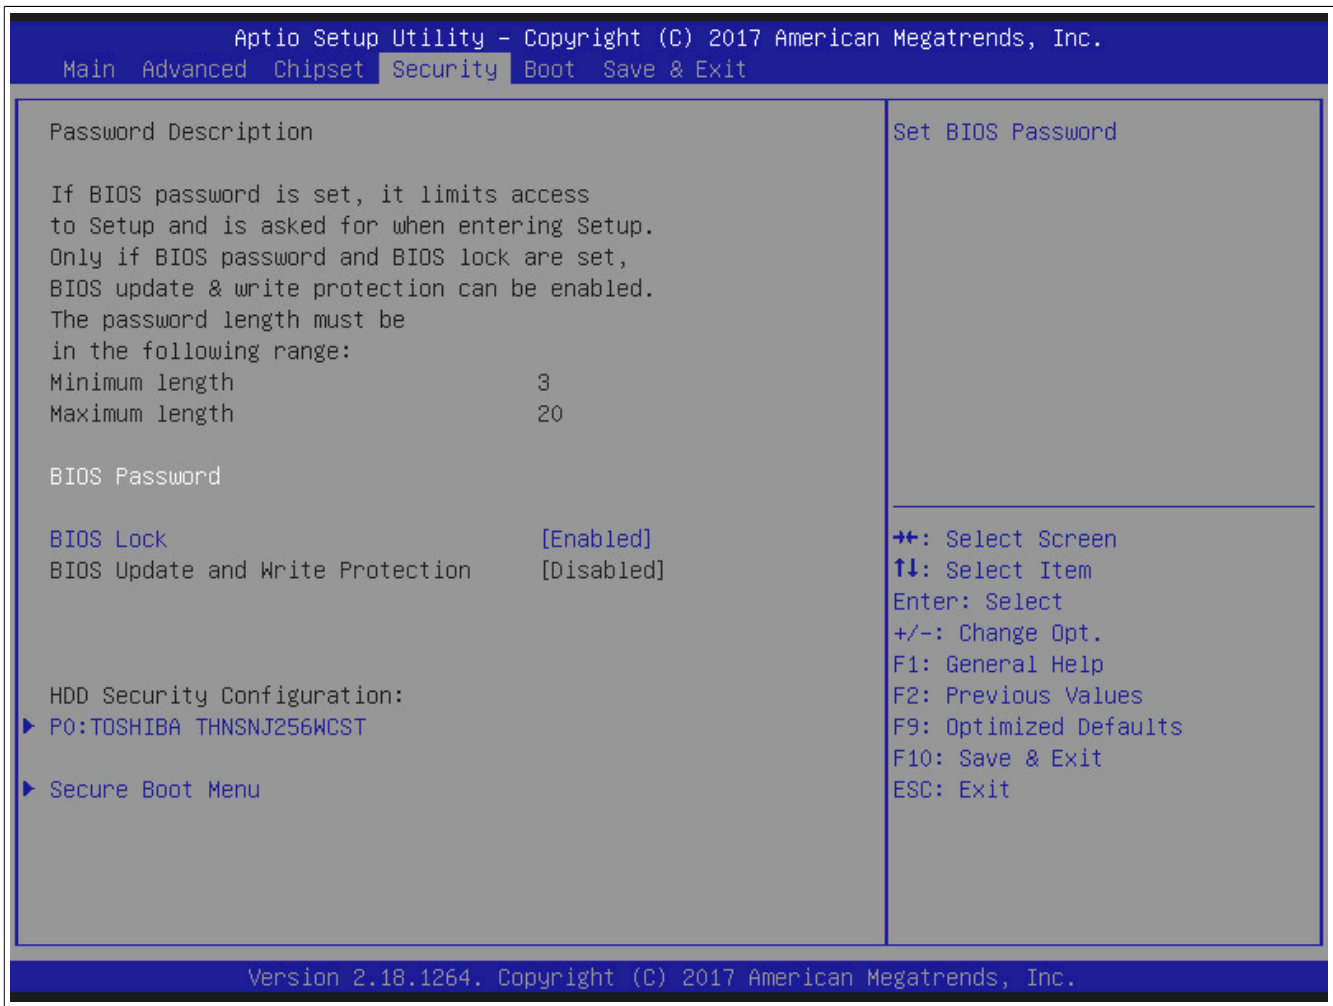 Aptio Setup Utility – Copyright (C) 2017 American Megatrends, Inc.
Main Advanced Chipset Security Boot Save & Exit
Password Description
If BIOS password is set, it limits access
to Setup and is asked for when entering Setup.
Only if BIOS password and BIOS lock are set,
BIOS update & write protection can be enabled.
The password length must be
in the following range:
Minimum length 3
Maximum length 20
BIOS Password
BIOS Lock [Enabled]
BIOS Update and Write Protection [Disabled]
HDD Security Configuration:
P0:TOSHIBA THNSNJ256WCST
Secure Boot Menu
Set BIOS Password
→←: Select Screen
↑↓: Select Item
Enter: Select
+/-: Change Opt.
F1: General Help
F2: Previous Values
F9: Optimized Defaults
F10: Save & Exit
ESC: Exit
Version 2.18.1264. Copyright (C) 2017 American Megatrends, Inc.